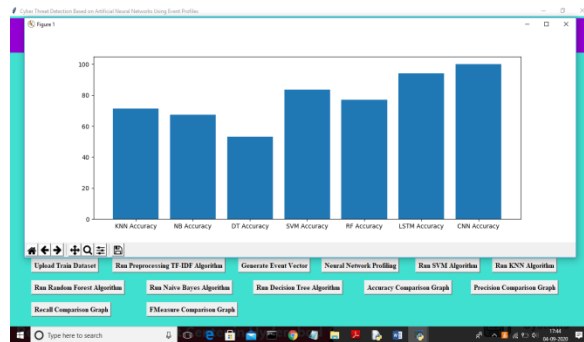 Cyber Threat Detection Based on Artificial Neural Networks Using Event Profiles
Figure 1
100
80
60
40
20
0
KNN Accuracy NB Accuracy DT Accuracy SVM Accuracy RF Accuracy LSTM Accuracy CNN Accuracy
Upload Train Dataset Run Preprocessing TF-IDF Algorithm Generate Event Vector Neural Network Profiling Run SVM Algorithm Run KNN Algorithm
Run Random Forest Algorithm Run Naive Bayes Algorithm Run Decision Tree Algorithm Accuracy Comparison Graph Precision Comparison Graph
Recall Comparison Graph FMeasure Comparison Graph
Type here to search
17:44
04-09-2020